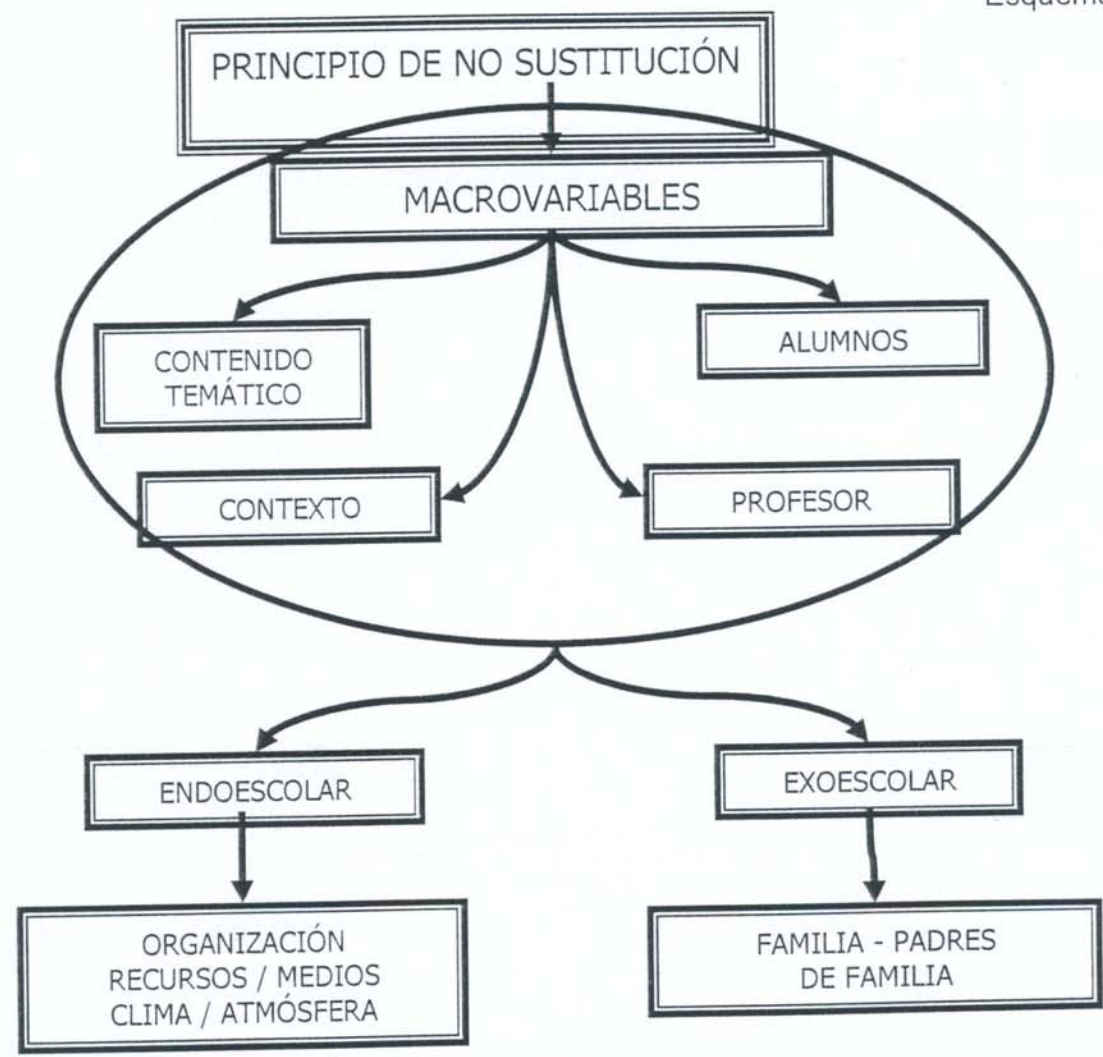 PRINCIPIO DE NO SUSTITUCIÓN
MACROVARIABLES
CONTENIDO
TEMÁTICO
ALUMNOS
CONTEXTO
PROFESOR
ENDOESCOLAR
EXOESCOLAR
ORGANIZACIÓN
RECURSOS / MEDIOS
CLIMA / ATMÓSFERA
FAMILIA - PADRES
DE FAMILIA